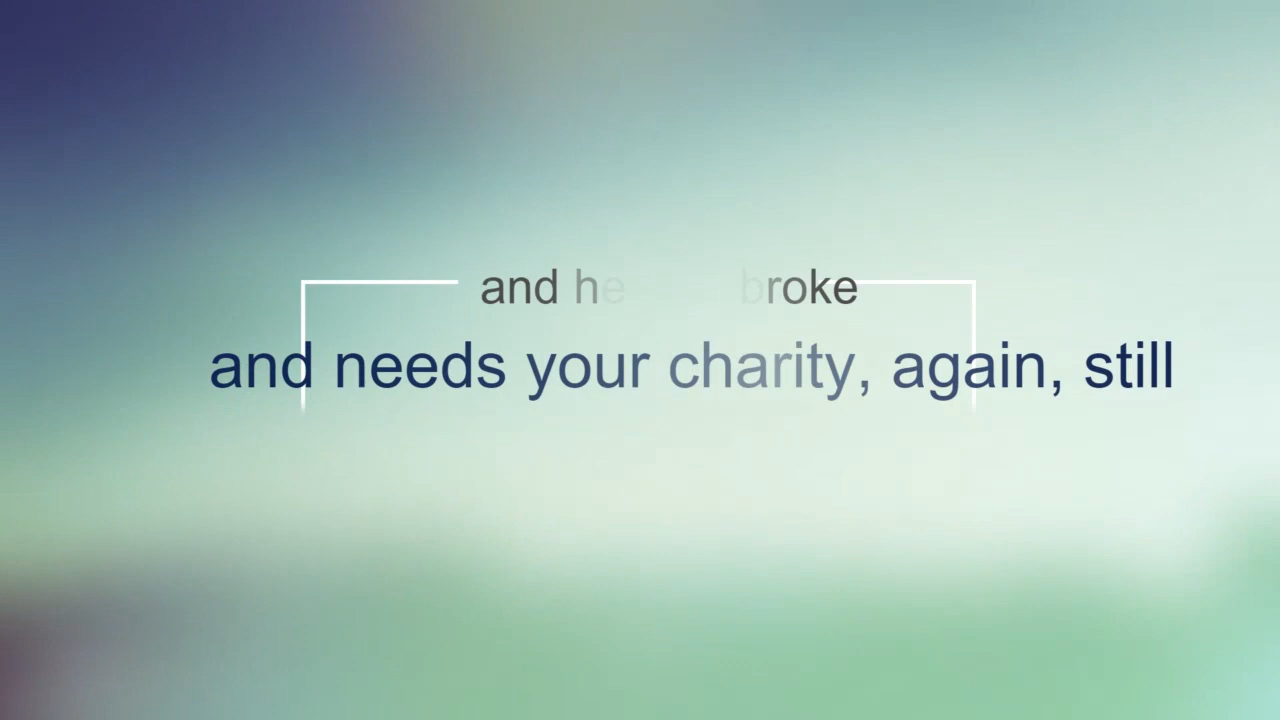 and he broke
and needs your charity, again, still